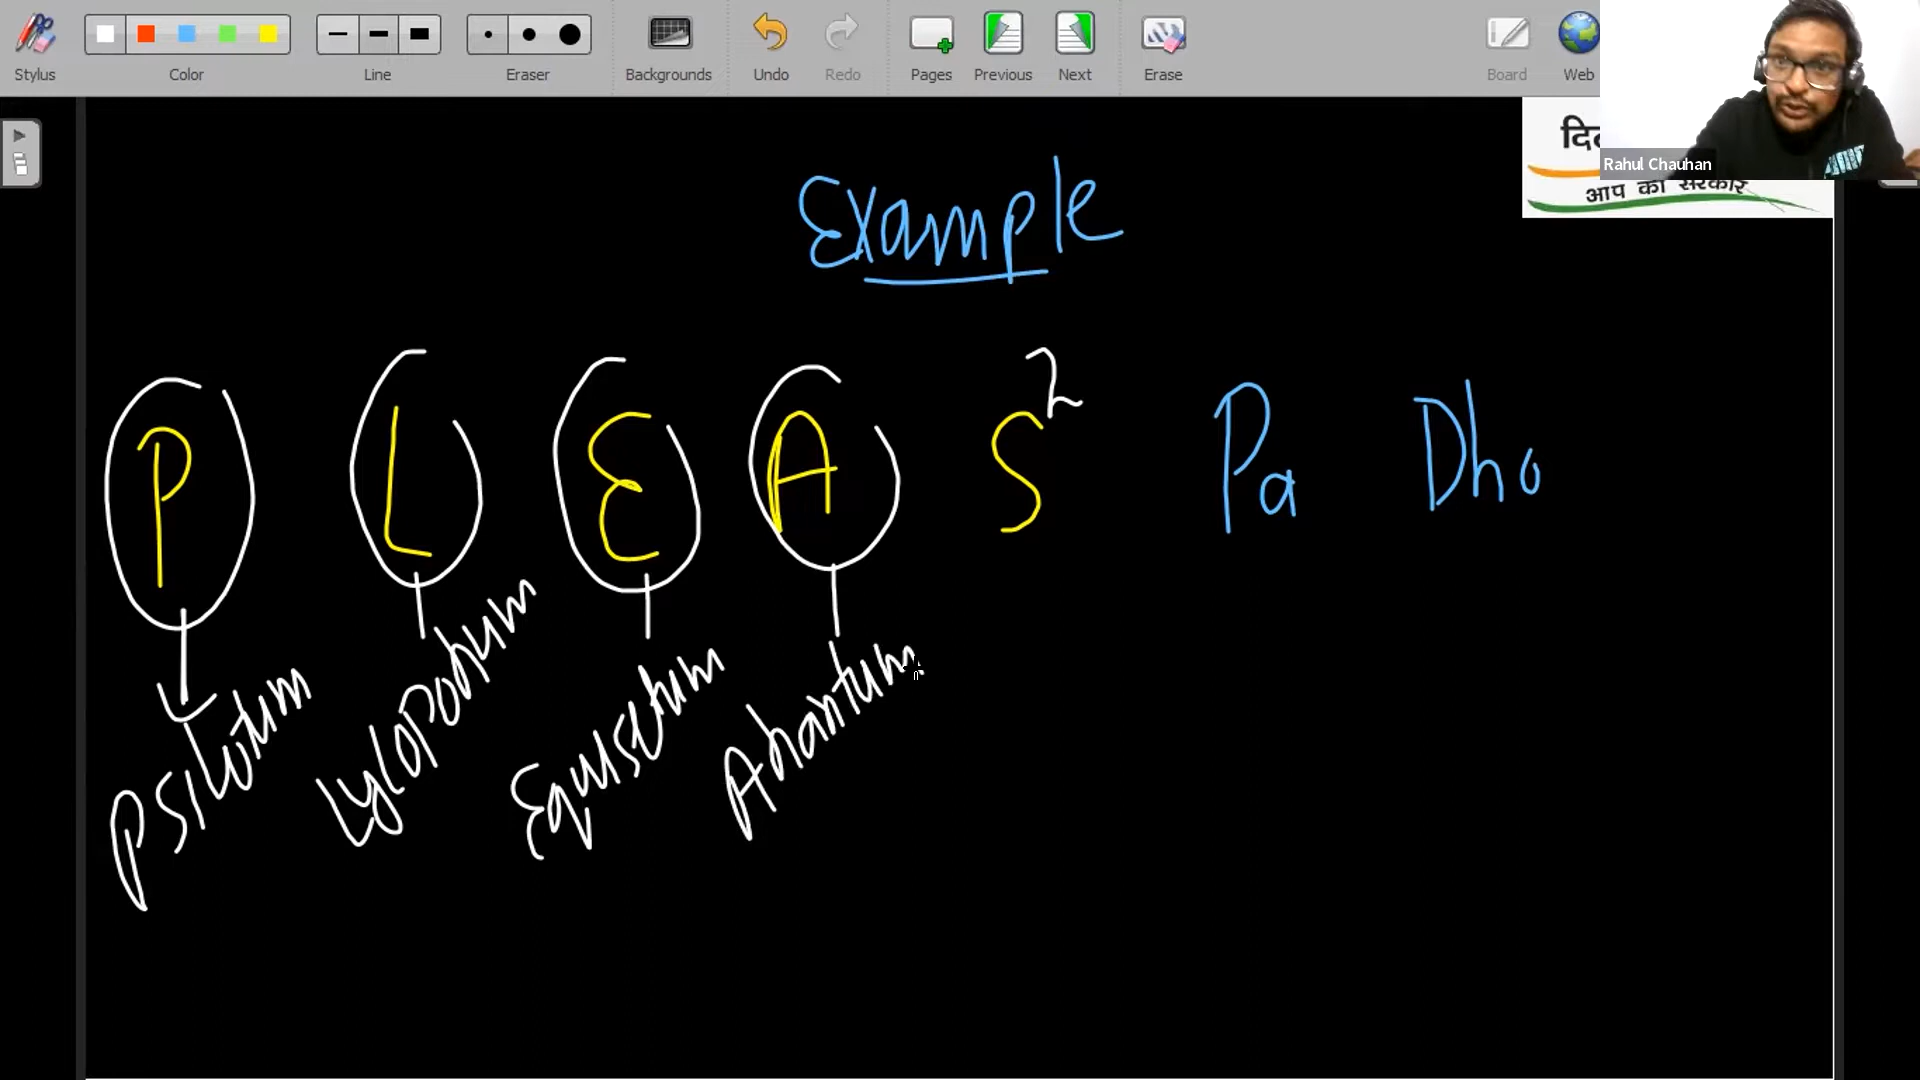 Stylus Color Line Eraser Backgrounds Undo Redo Pages Previous Next Erase Board Web
Rahul Chauhan
आप की सरकार
Example
P L E A S2 Pa Dho
Psilotum Lycopodium Equisetum Adiantum